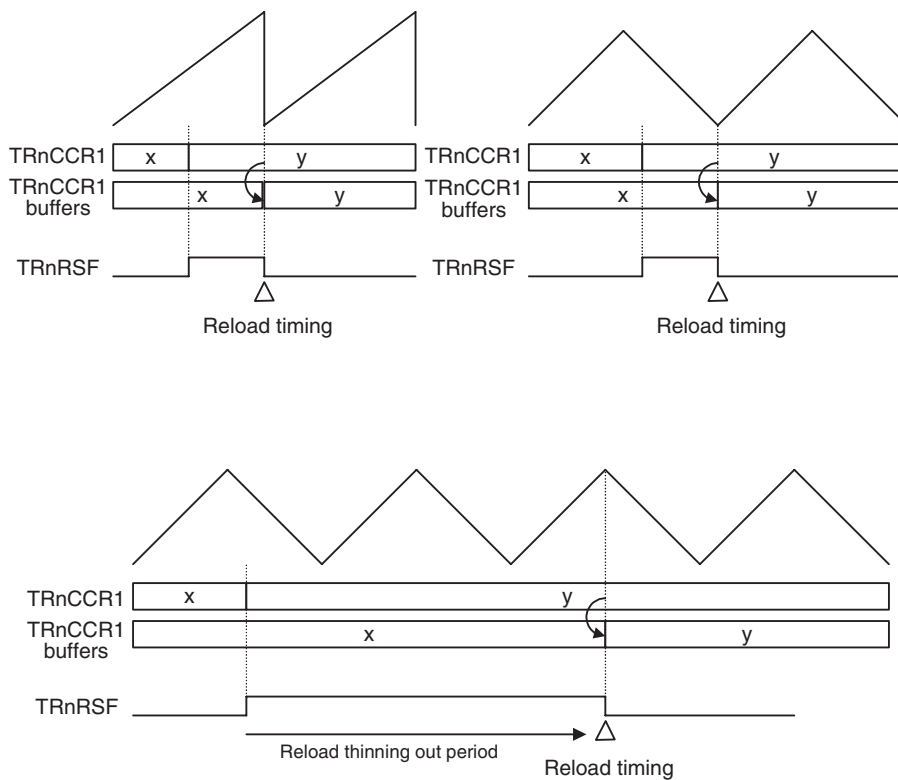 TRnCCR1 x y
TRnCCR1
buffers x y
TRnRSF
Reload timing
TRnCCR1 x y
TRnCCR1
buffers x y
TRnRSF
Reload timing
TRnCCR1 x y
TRnCCR1
buffers x y
TRnRSF
Reload thinning out period
Reload timing